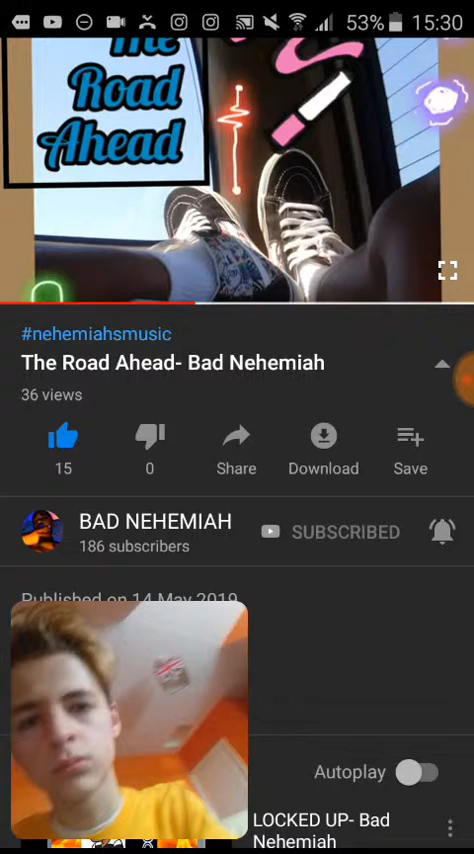 53% 15:30
The
Road
Ahead
#nehemiahsmusic
The Road Ahead- Bad Nehemiah
36 views
15
0
Share
Download
Save
BAD NEHEMIAH
SUBSCRIBED
186 subscribers
Published on 14 May 2019
Autoplay
LOCKED UP- Bad
Nehemiah